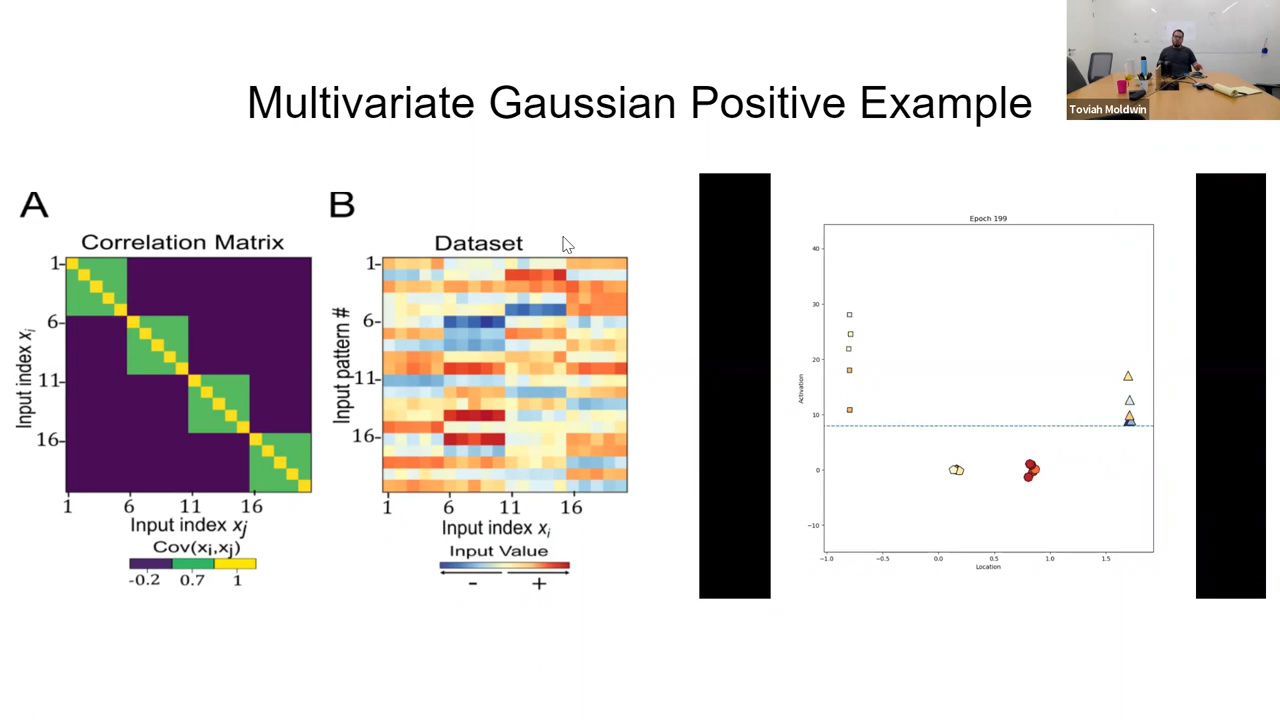 Toviah Moldwin
Multivariate Gaussian Positive Example
A
Correlation Matrix
1
6
11
16
Input index xi
1
6
11
16
Input index xj
Cov(xi,xj)
-0.2
0.7
1
B
Dataset
1
6
11
16
Input pattern #
1
6
11
16
Input index xi
Input Value
-
+
Epoch 199
40
30
20
10
0
−10
Activation
−1.0
−0.5
0.0
0.5
1.0
1.5
Location